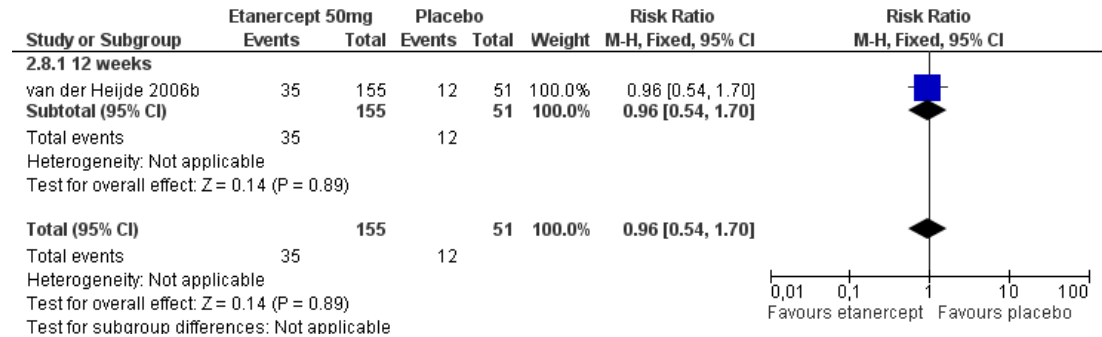 Etanercept 50mg Placebo Risk Ratio Risk Ratio
Study or Subgroup Events Total Events Total Weight M-H, Fixed, 95% CI M-H, Fixed, 95% CI
2.8.1 12 weeks
van der Heijde 2006b 35 155 12 51 100.0% 0.96 [0.54, 1.70]
Subtotal (95% CI) 155 51 100.0% 0.96 [0.54, 1.70]
Total events 35 12
Heterogeneity: Not applicable
Test for overall effect: Z = 0.14 (P = 0.89)
Total (95% CI) 155 51 100.0% 0.96 [0.54, 1.70]
Total events 35 12
Heterogeneity: Not applicable
Test for overall effect: Z = 0.14 (P = 0.89)
Test for subgroup differences: Not applicable
0,01 0,1 1 10 100
Favours etanercept Favours placebo